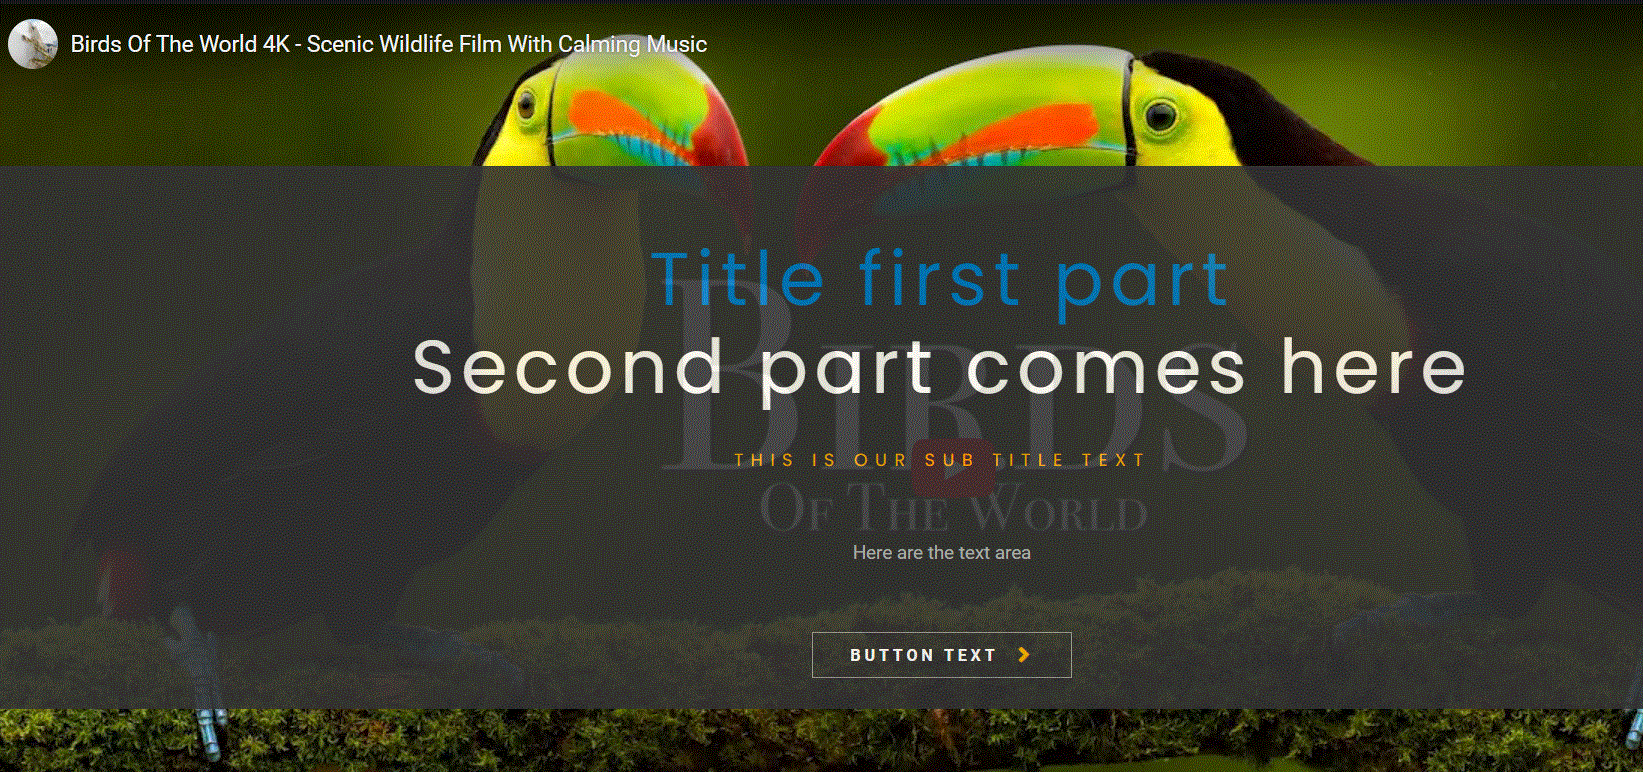 Birds Of The World 4K - Scenic Wildlife Film With Calming Music
Title first part
Second part comes here
BIRDS
THIS IS OUR SUB TITLE TEXT
OF THE WORLD
Here are the text area
BUTTON TEXT